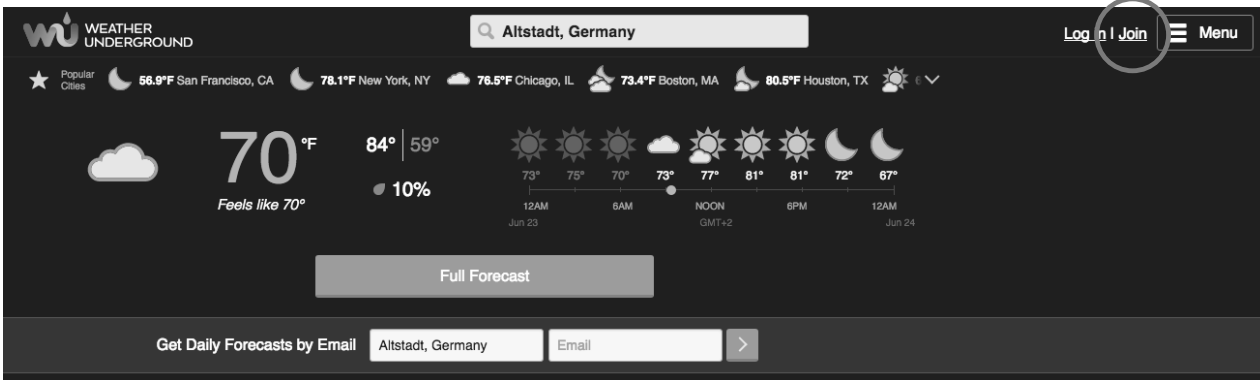 WEATHER
UNDERGROUND
Altstadt, Germany
Log in | Join
Menu
Popular
Cities
56.9°F San Francisco, CA
78.1°F New York, NY
76.5°F Chicago, IL
73.4°F Boston, MA
80.5°F Houston, TX
6
70 °F
Feels like 70°
84° | 59°
10%
73° 75° 70° 73° 77° 81° 81° 72° 67°
12AM 6AM NOON 6PM 12AM
Jun 23 GMT+2 Jun 24
Full Forecast
Get Daily Forecasts by Email
Altstadt, Germany
Email